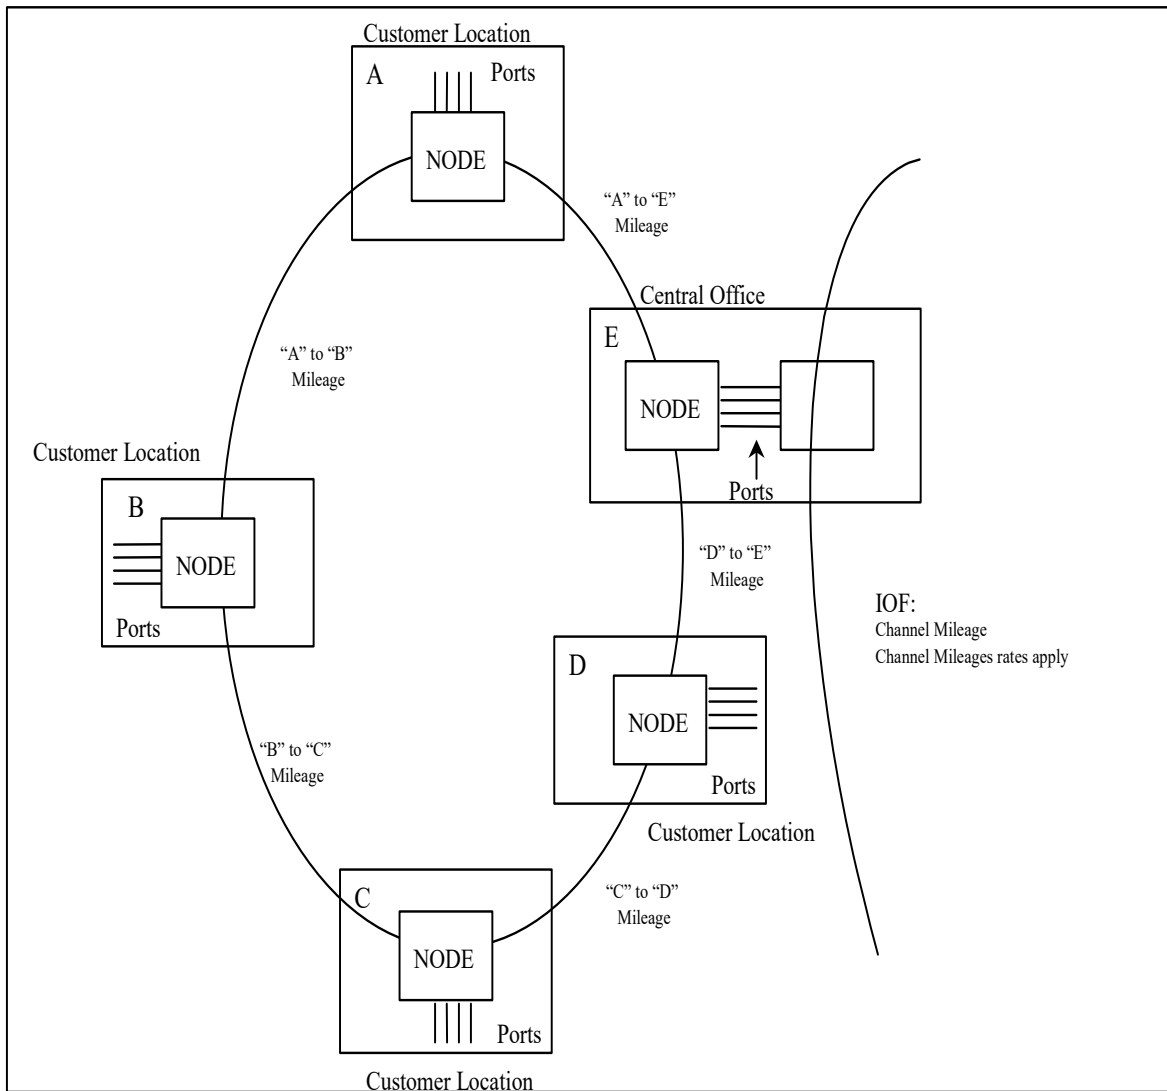 Customer Location
A
Ports
NODE
“A” to “E”
Mileage
Central Office
E
NODE
Ports
“A” to “B”
Mileage
Customer Location
B
NODE
Ports
“D” to “E”
Mileage
IOF:
Channel Mileage
Channel Mileages rates apply
D
NODE
Ports
Customer Location
“B” to “C”
Mileage
“C” to “D”
Mileage
C
NODE
Ports
Customer Location